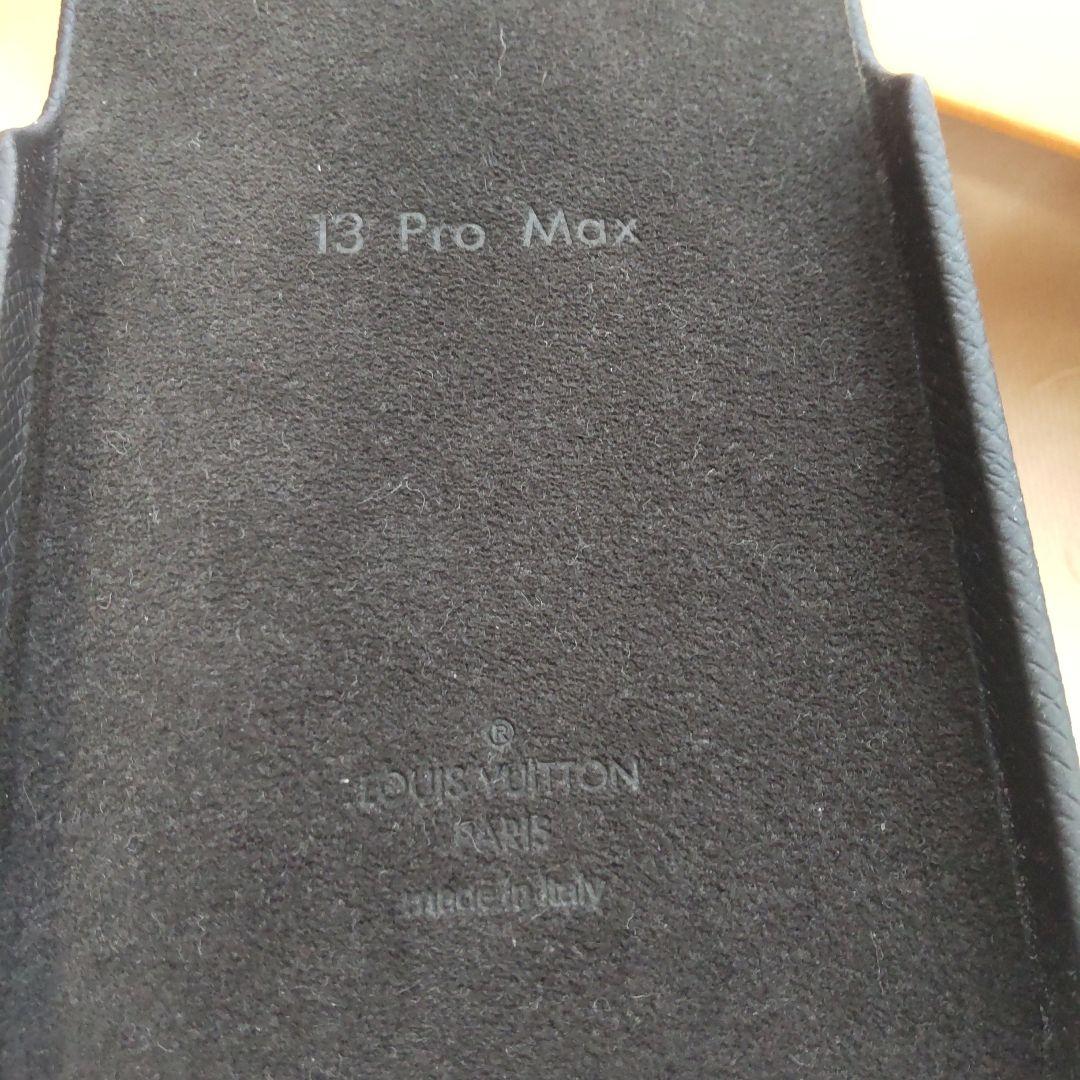 13 Pro Max
®
LOUIS VUITTON
PARIS
made in Italy